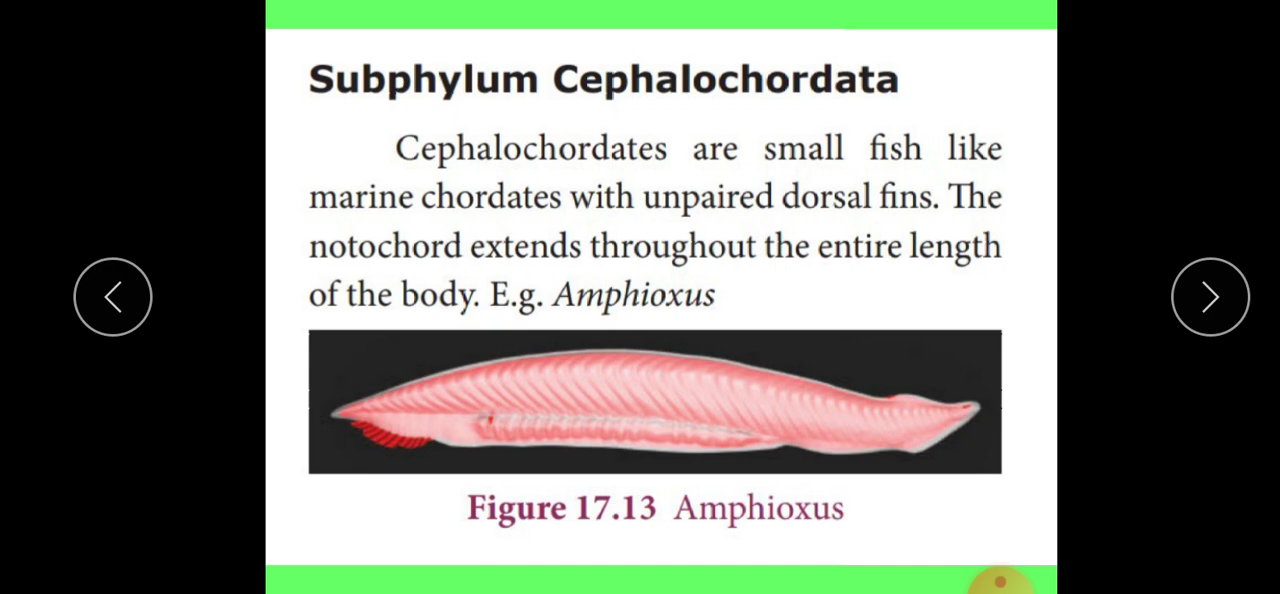 Subphylum Cephalochordata
Cephalochordates are small fish like
marine chordates with unpaired dorsal fins. The
notochord extends throughout the entire length
of the body. E.g. Amphioxus
Figure 17.13 Amphioxus